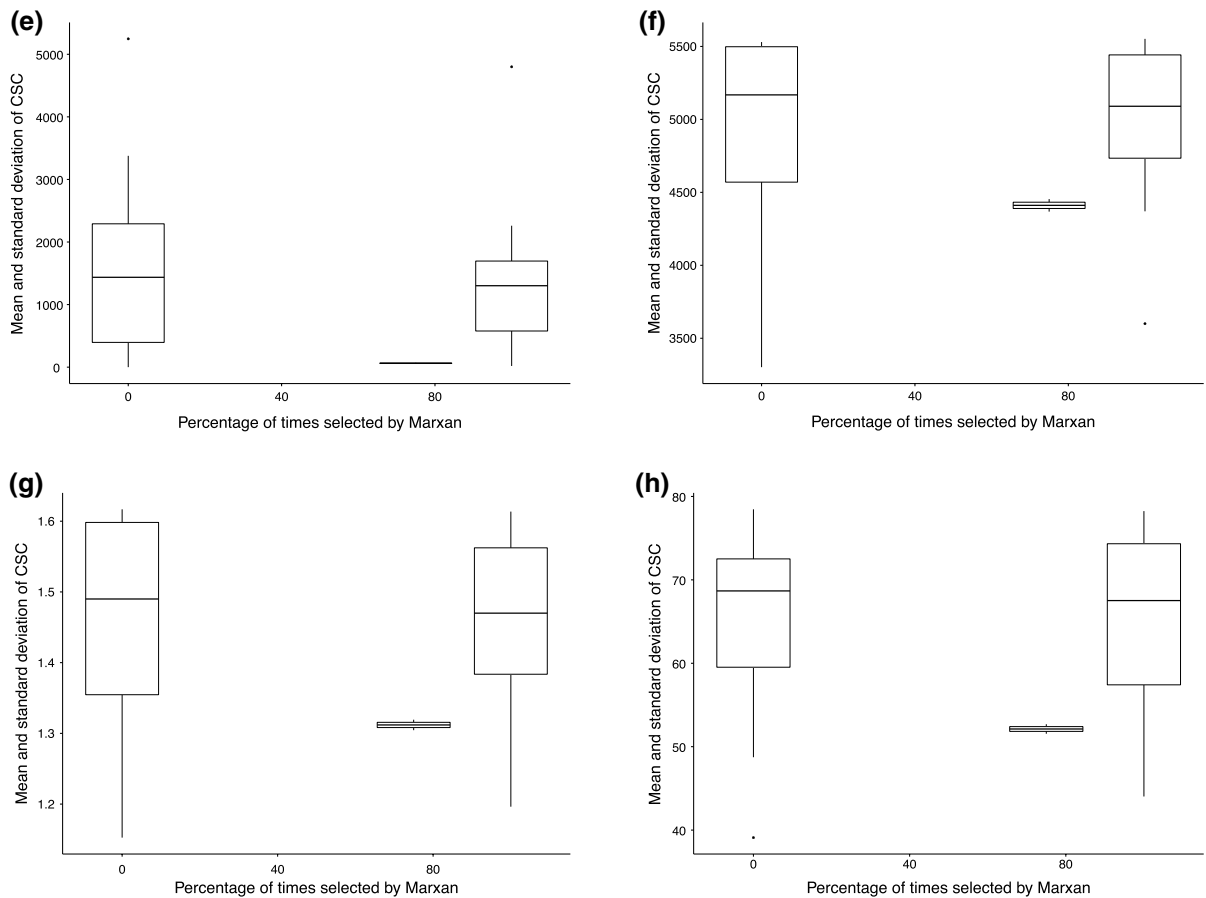 (e)
Mean and standard deviation of CSC
5000
4000
3000
2000
1000
0
0 40 80
Percentage of times selected by Marxan
(f)
Mean and standard deviation of CSC
5500
5000
4500
4000
3500
0 40 80
Percentage of times selected by Marxan
(g)
Mean and standard deviation of CSC
1.6
1.5
1.4
1.3
1.2
0 40 80
Percentage of times selected by Marxan
(h)
Mean and standard deviation of CSC
80
70
60
50
40
0 40 80
Percentage of times selected by Marxan